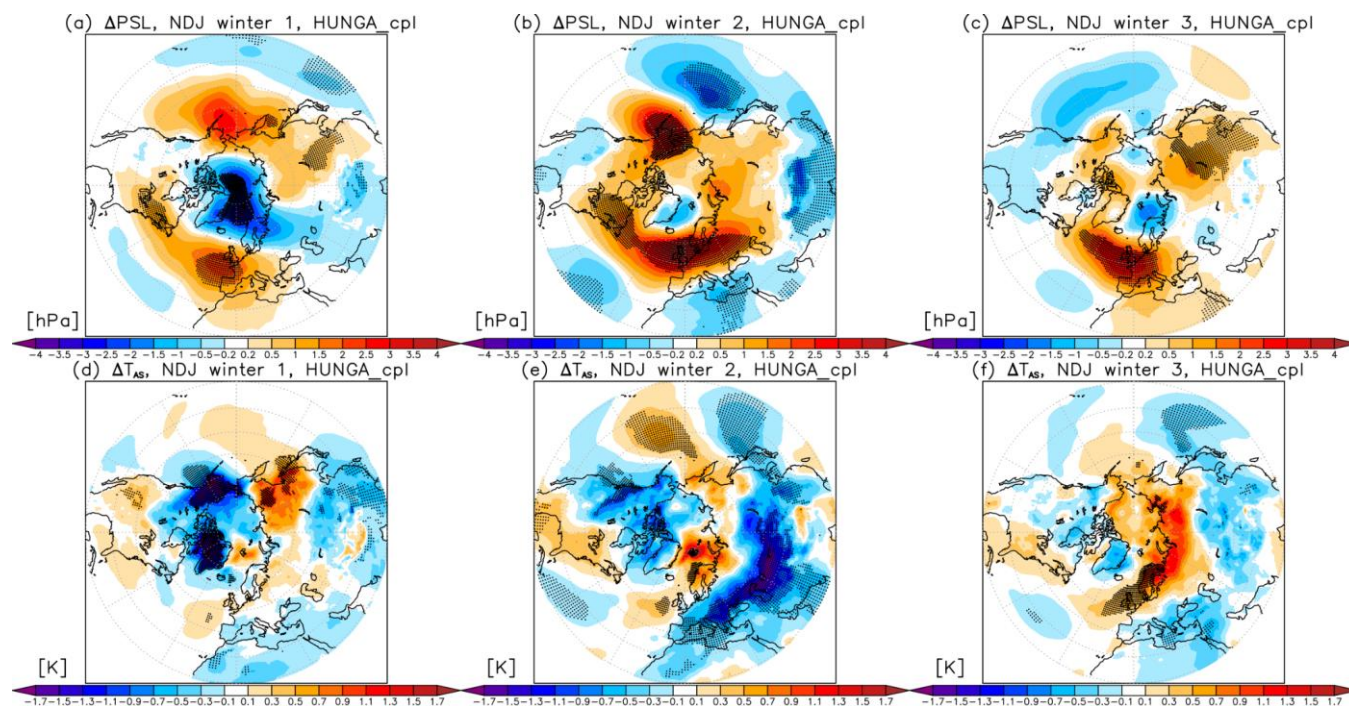 (a) ΔPSL, NDJ winter 1, HUNGA_cpl
(b) ΔPSL, NDJ winter 2, HUNGA_cpl
(c) ΔPSL, NDJ winter 3, HUNGA_cpl
[hPa]
-4 -3.5 -3 -2.5 -2 -1.5 -1 -0.5 -0.2 0.2 0.5 1 1.5 2 2.5 3 3.5 4
[hPa]
-4 -3.5 -3 -2.5 -2 -1.5 -1 -0.5 -0.2 0.2 0.5 1 1.5 2 2.5 3 3.5 4
[hPa]
-4 -3.5 -3 -2.5 -2 -1.5 -1 -0.5 -0.2 0.2 0.5 1 1.5 2 2.5 3 3.5 4
(d) ΔT_AS, NDJ winter 1, HUNGA_cpl
(e) ΔT_AS, NDJ winter 2, HUNGA_cpl
(f) ΔT_AS, NDJ winter 3, HUNGA_cpl
[K]
-1.7 -1.5 -1.3 -1.1 -0.9 -0.7 -0.5 -0.3 -0.1 0.1 0.3 0.5 0.7 0.9 1.1 1.3 1.5 1.7
[K]
-1.7 -1.5 -1.3 -1.1 -0.9 -0.7 -0.5 -0.3 -0.1 0.1 0.3 0.5 0.7 0.9 1.1 1.3 1.5 1.7
[K]
-1.7 -1.5 -1.3 -1.1 -0.9 -0.7 -0.5 -0.3 -0.1 0.1 0.3 0.5 0.7 0.9 1.1 1.3 1.5 1.7